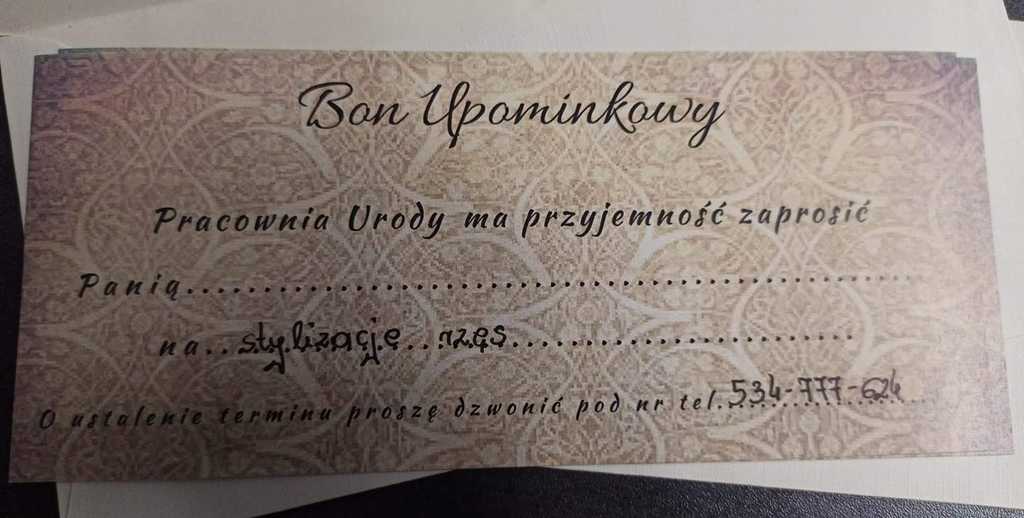 Bon Upominkowy
Pracownia Urody ma przyjemność zaprosić
Panią................................................
na..stylizację..rzęs..............................
O ustalenie terminu proszę dzwonić pod nr tel.534-777-624